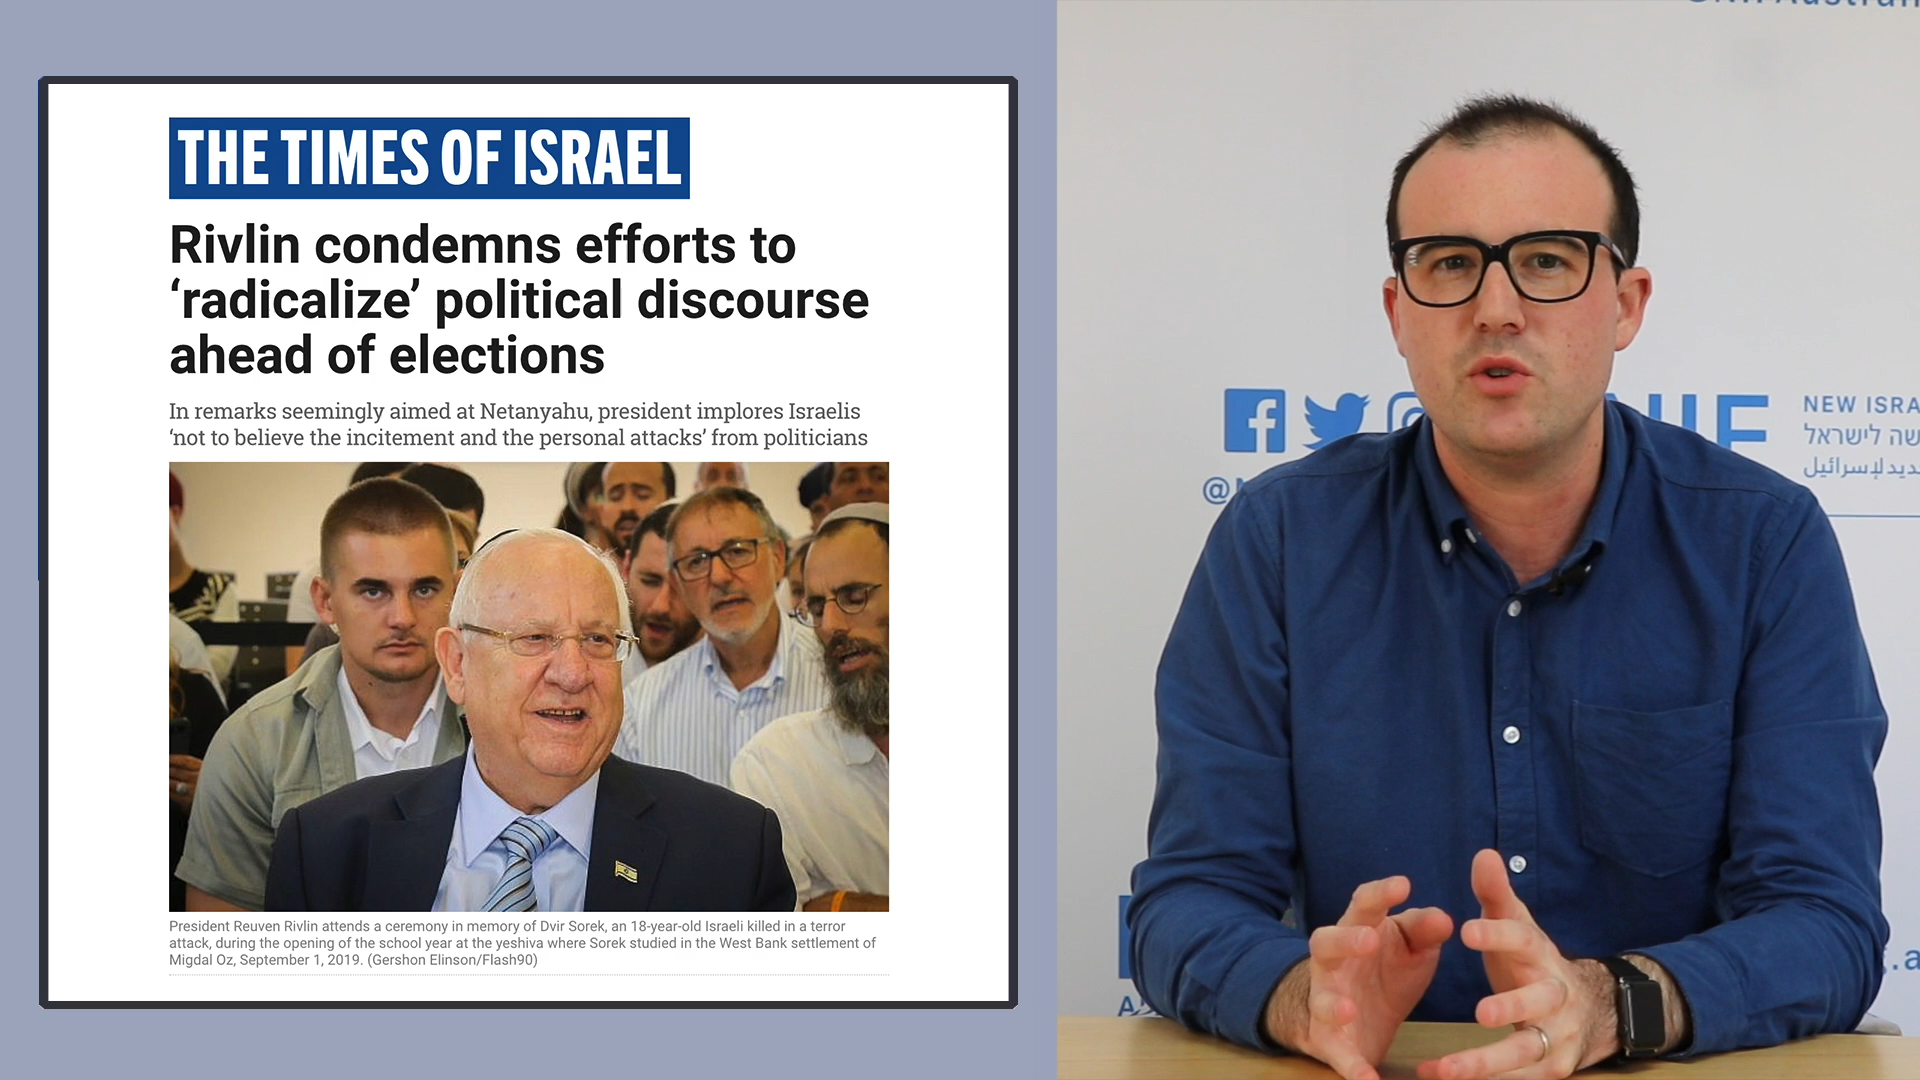 THE TIMES OF ISRAEL
Rivlin condemns efforts to
‘radicalize’ political discourse
ahead of elections
In remarks seemingly aimed at Netanyahu, president implores Israelis
‘not to believe the incitement and the personal attacks’ from politicians
President Reuven Rivlin attends a ceremony in memory of Dvir Sorek, an 18-year-old Israeli killed in a terror
attack, during the opening of the school year at the yeshiva where Sorek studied in the West Bank settlement of
Migdal Oz, September 1, 2019. (Gershon Elinson/Flash90)
NEW ISRA
שה לישראל
ديد لإسرائيل